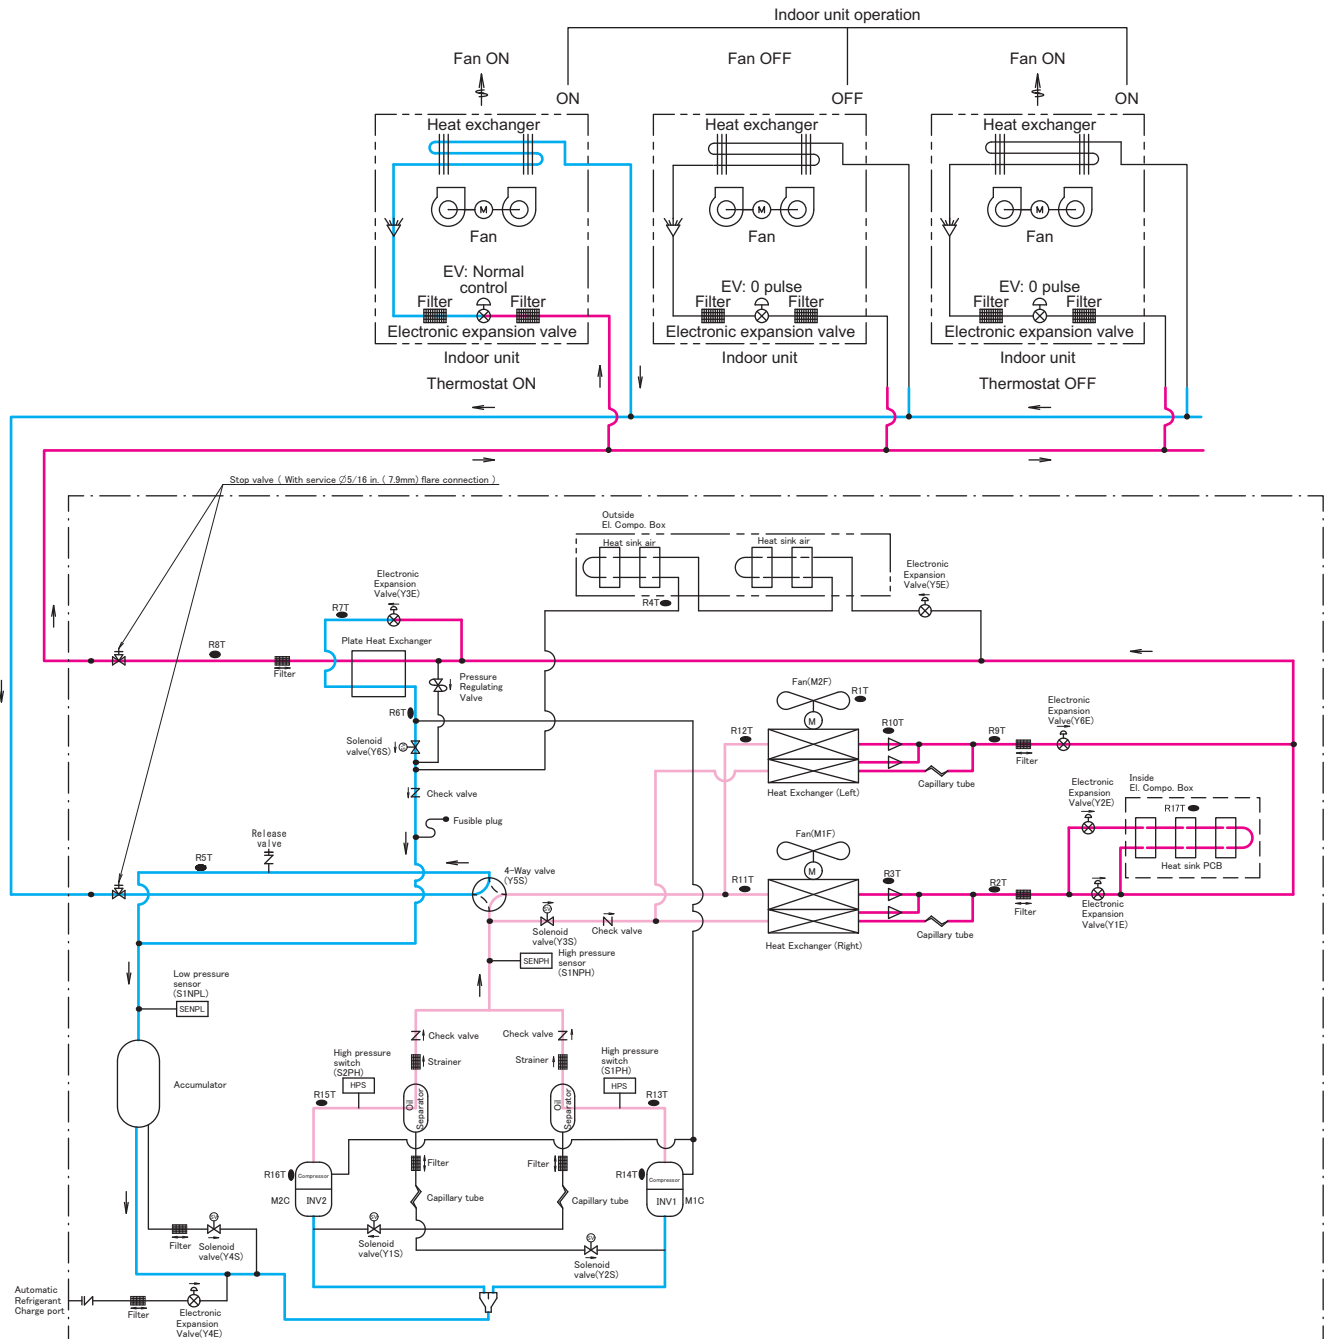 Indoor unit operation
Fan ON
Fan OFF
Fan ON
ON
OFF
ON
Heat exchanger
Heat exchanger
Heat exchanger
M
M
M
Fan
Fan
Fan
EV: Normal
control
EV: 0 pulse
EV: 0 pulse
Filter
Filter
Filter
Filter
Filter
Filter
Electronic expansion valve
Electronic expansion valve
Electronic expansion valve
Indoor unit
Indoor unit
Indoor unit
Thermostat ON
Thermostat OFF
Stop valve ( With service ∅5/16 in. ( 7.9mm) flare connection )
Outside
El. Compo. Box
Heat sink air
Heat sink air
R4T
Electronic
Expansion
Valve(Y5E)
Electronic
Expansion
Valve(Y3E)
R7T
R8T
Plate Heat Exchanger
Filter
Pressure
Regulating
Valve
R6T
Solenoid
valve(Y6S)
SV
Check valve
Fusible plug
Fan(M2F)
R1T
M
R12T
R10T
R9T
Electronic
Expansion
Valve(Y6E)
Filter
Capillary tube
Heat Exchanger (Left)
Electronic
Expansion
Valve(Y2E)
Inside
El. Compo. Box
R17T
Heat sink PCB
Release
valve
R5T
4-Way valve
(Y5S)
Fan(M1F)
M
R11T
R3T
R2T
Filter
Electronic
Expansion
Valve(Y1E)
Capillary tube
Heat Exchanger (Right)
SV
Solenoid
valve(Y3S)
Check valve
SENPH
High pressure
sensor
(S1NPH)
Low pressure
sensor
(S1NPL)
SENPL
Check valve
Check valve
Strainer
Strainer
High pressure
switch
(S2PH)
HPS
High pressure
switch
(S1PH)
HPS
Accumulator
R15T
Oil
Separator
Oil
Separator
R13T
R16T
Compressor
INV2
M2C
Filter
Filter
R14T
Compressor
INV1
M1C
Capillary tube
Capillary tube
SV
Solenoid
valve(Y1S)
SV
Solenoid
valve(Y2S)
Filter
SV
Solenoid
valve(Y4S)
Automatic
Refrigerant
Charge port
Filter
Electronic
Expansion
Valve(Y4E)